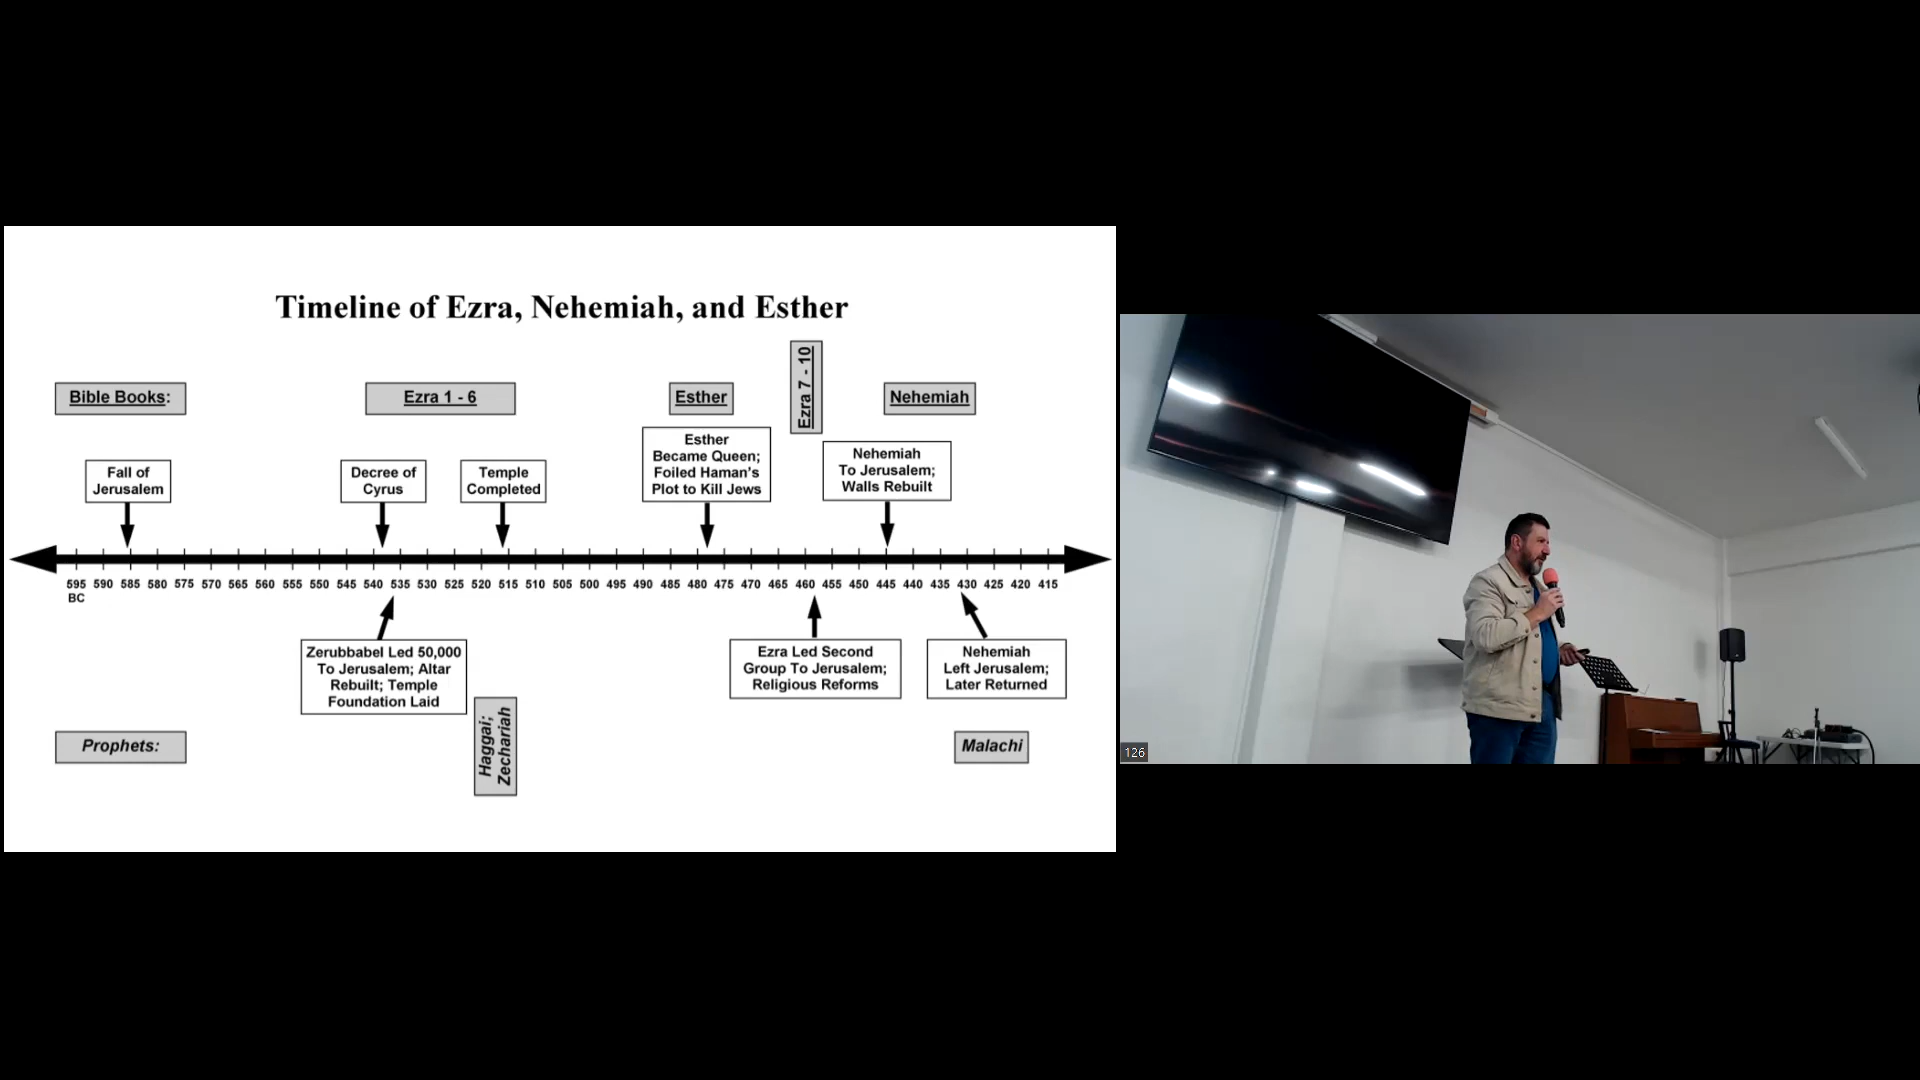 Timeline of Ezra, Nehemiah, and Esther
Bible Books:
Ezra 1 - 6
Esther
Ezra 7 - 10
Nehemiah
Fall of
Jerusalem
Decree of
Cyrus
Temple
Completed
Esther
Became Queen;
Foiled Haman's
Plot to Kill Jews
Nehemiah
To Jerusalem;
Walls Rebuilt
595 590 585 580 575 570 565 560 555 550 545 540 535 530 525 520 515 510 505 500 495 490 485 480 475 470 465 460 455 450 445 440 435 430 425 420 415
BC
Zerubbabel Led 50,000
To Jerusalem; Altar
Rebuilt; Temple
Foundation Laid
Ezra Led Second
Group To Jerusalem;
Religious Reforms
Nehemiah
Left Jerusalem;
Later Returned
Prophets:
Haggai;
Zechariah
Malachi
126